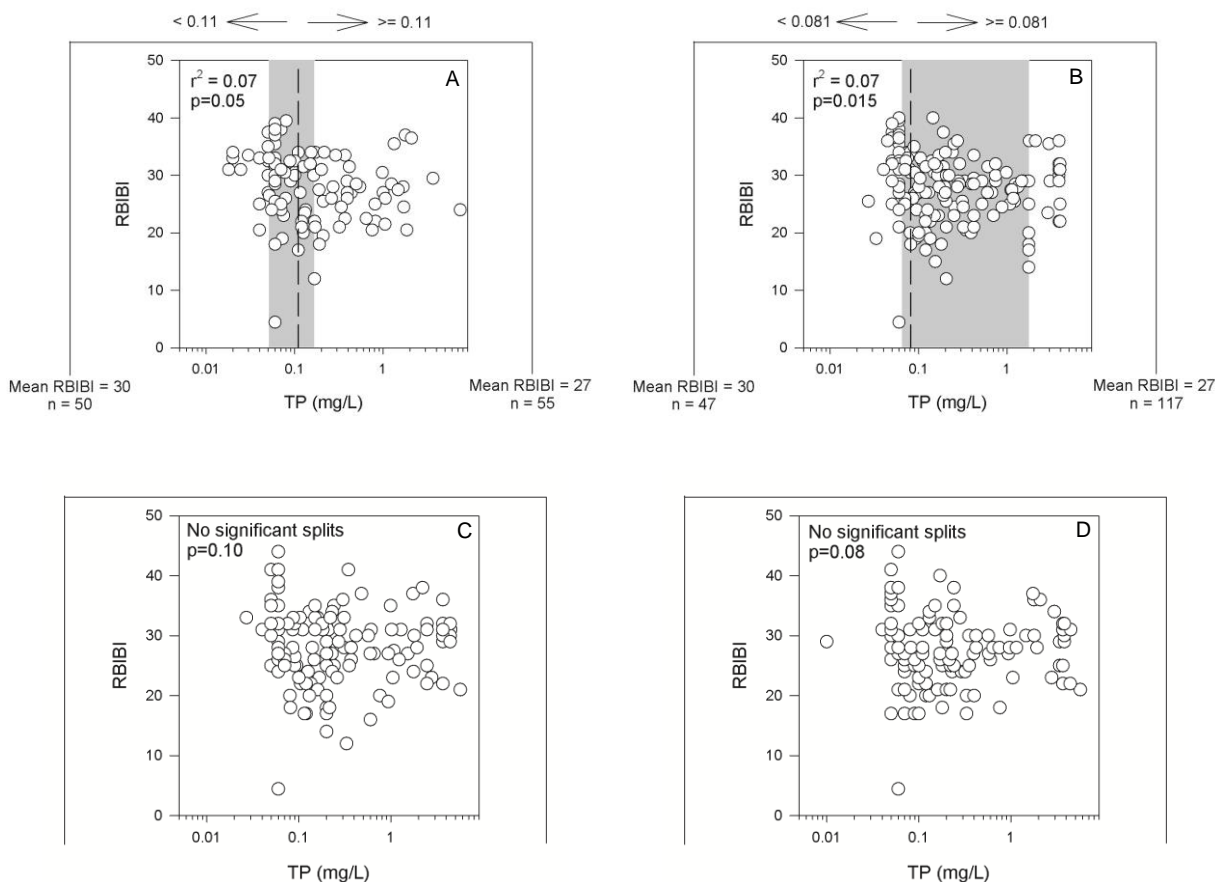 < 0.11
>= 0.11
A
r2 = 0.07
p=0.05
50
40
30
20
10
0
RBIBI
0.01
0.1
1
TP (mg/L)
Mean RBIBI = 30
n = 50
Mean RBIBI = 27
n = 55
< 0.081
>= 0.081
B
r2 = 0.07
p=0.015
50
40
30
20
10
0
RBIBI
0.01
0.1
1
TP (mg/L)
Mean RBIBI = 30
n = 47
Mean RBIBI = 27
n = 117
No significant splits
C
p=0.10
50
40
30
20
10
0
RBIBI
0.01
0.1
1
TP (mg/L)
No significant splits
D
p=0.08
50
40
30
20
10
0
RBIBI
0.01
0.1
1
TP (mg/L)